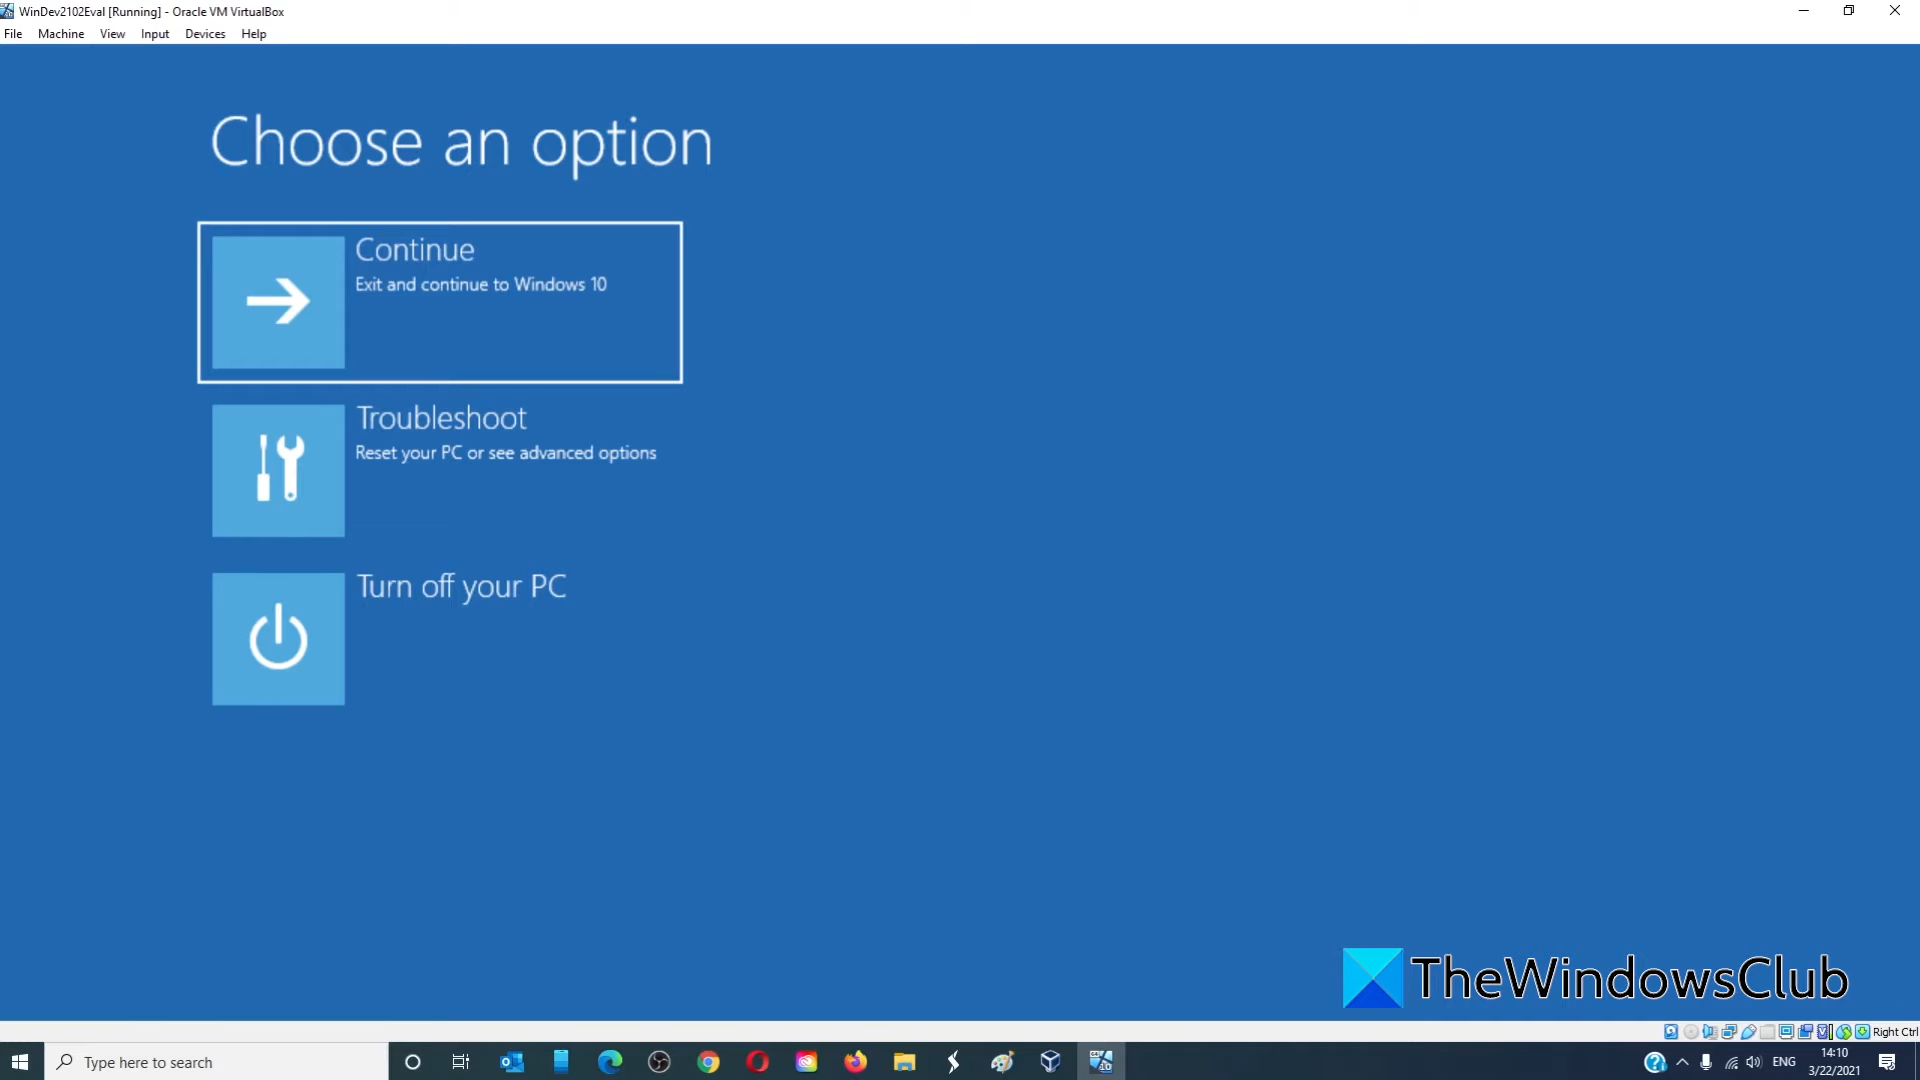 WinDev2102Eval [Running] - Oracle VM VirtualBox
File Machine View Input Devices Help
Choose an option
Continue
Exit and continue to Windows 10
Troubleshoot
Reset your PC or see advanced options
Turn off your PC
TheWindowsClub
Right Ctrl
Type here to search
ENG
14:10
3/22/2021